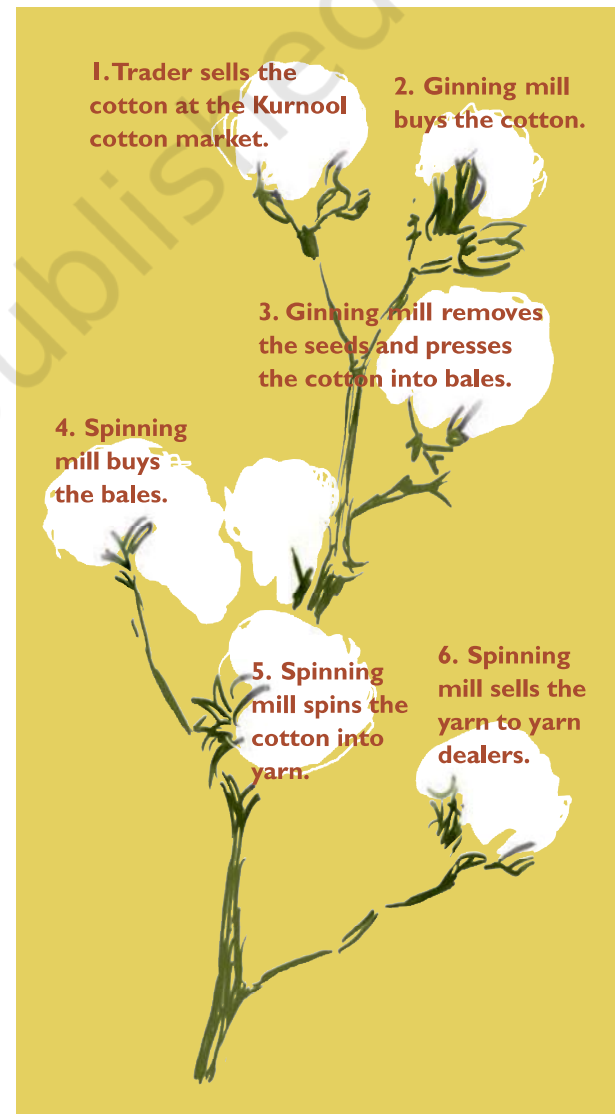 1. Trader sells the
cotton at the Kurnool
cotton market.
2. Ginning mill
buys the cotton.
3. Ginning mill removes
the seeds and presses
the cotton into bales.
4. Spinning
mill buys
the bales.
5. Spinning
mill spins the
cotton into
yarn.
6. Spinning
mill sells the
yarn to yarn
dealers.